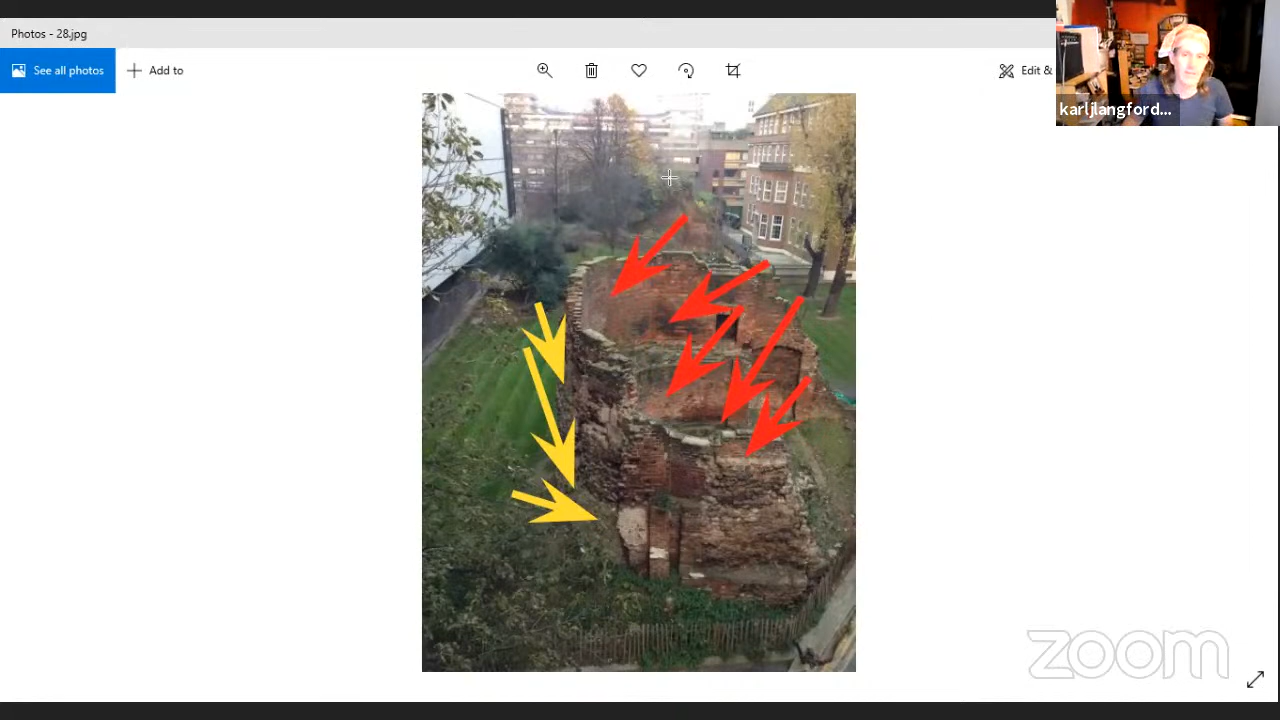 Photos - 28.jpg
See all photos
Add to
Edit &
karljlangford...
zoom